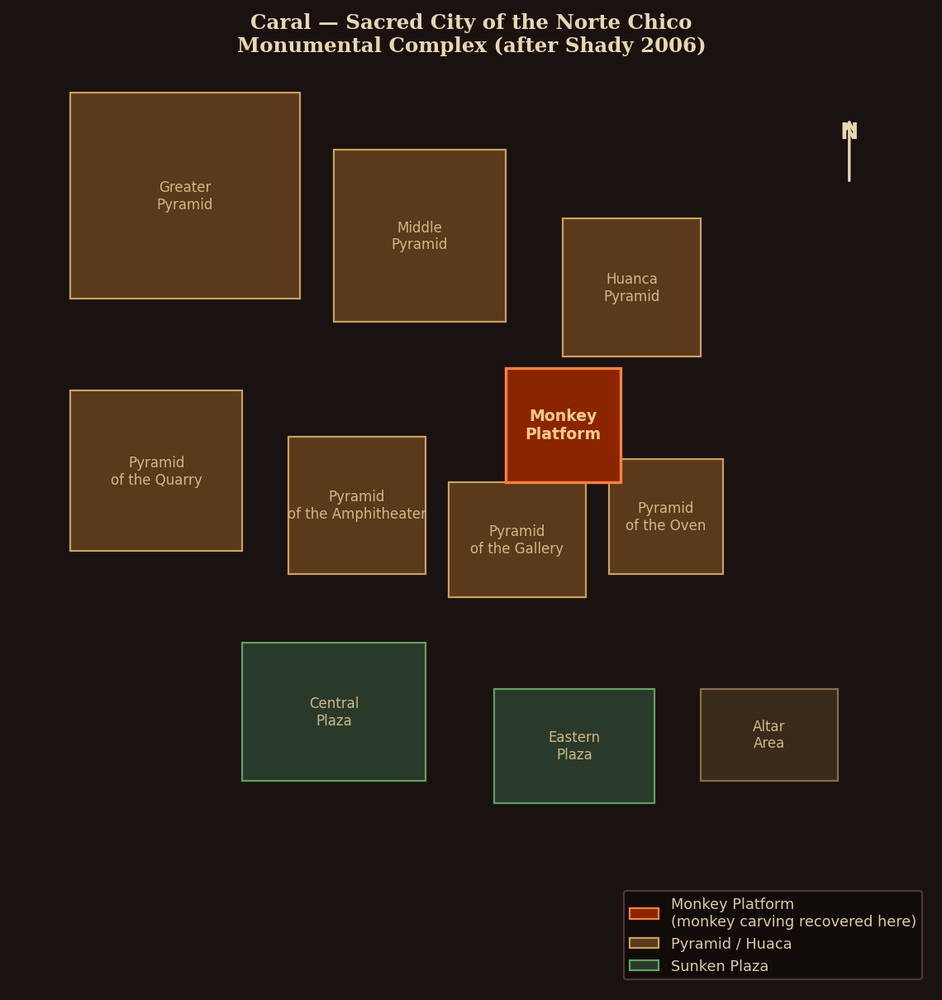 Caral — Sacred City of the Norte Chico
Monumental Complex (after Shady 2006)
N
Greater
Pyramid
Middle
Pyramid
Huanca
Pyramid
Monkey
Platform
Pyramid
of the Quarry
Pyramid
of the Amphitheater
Pyramid
of the Gallery
Pyramid
of the Oven
Central
Plaza
Eastern
Plaza
Altar
Area
Monkey Platform
(monkey carving recovered here)
Pyramid / Huaca
Sunken Plaza